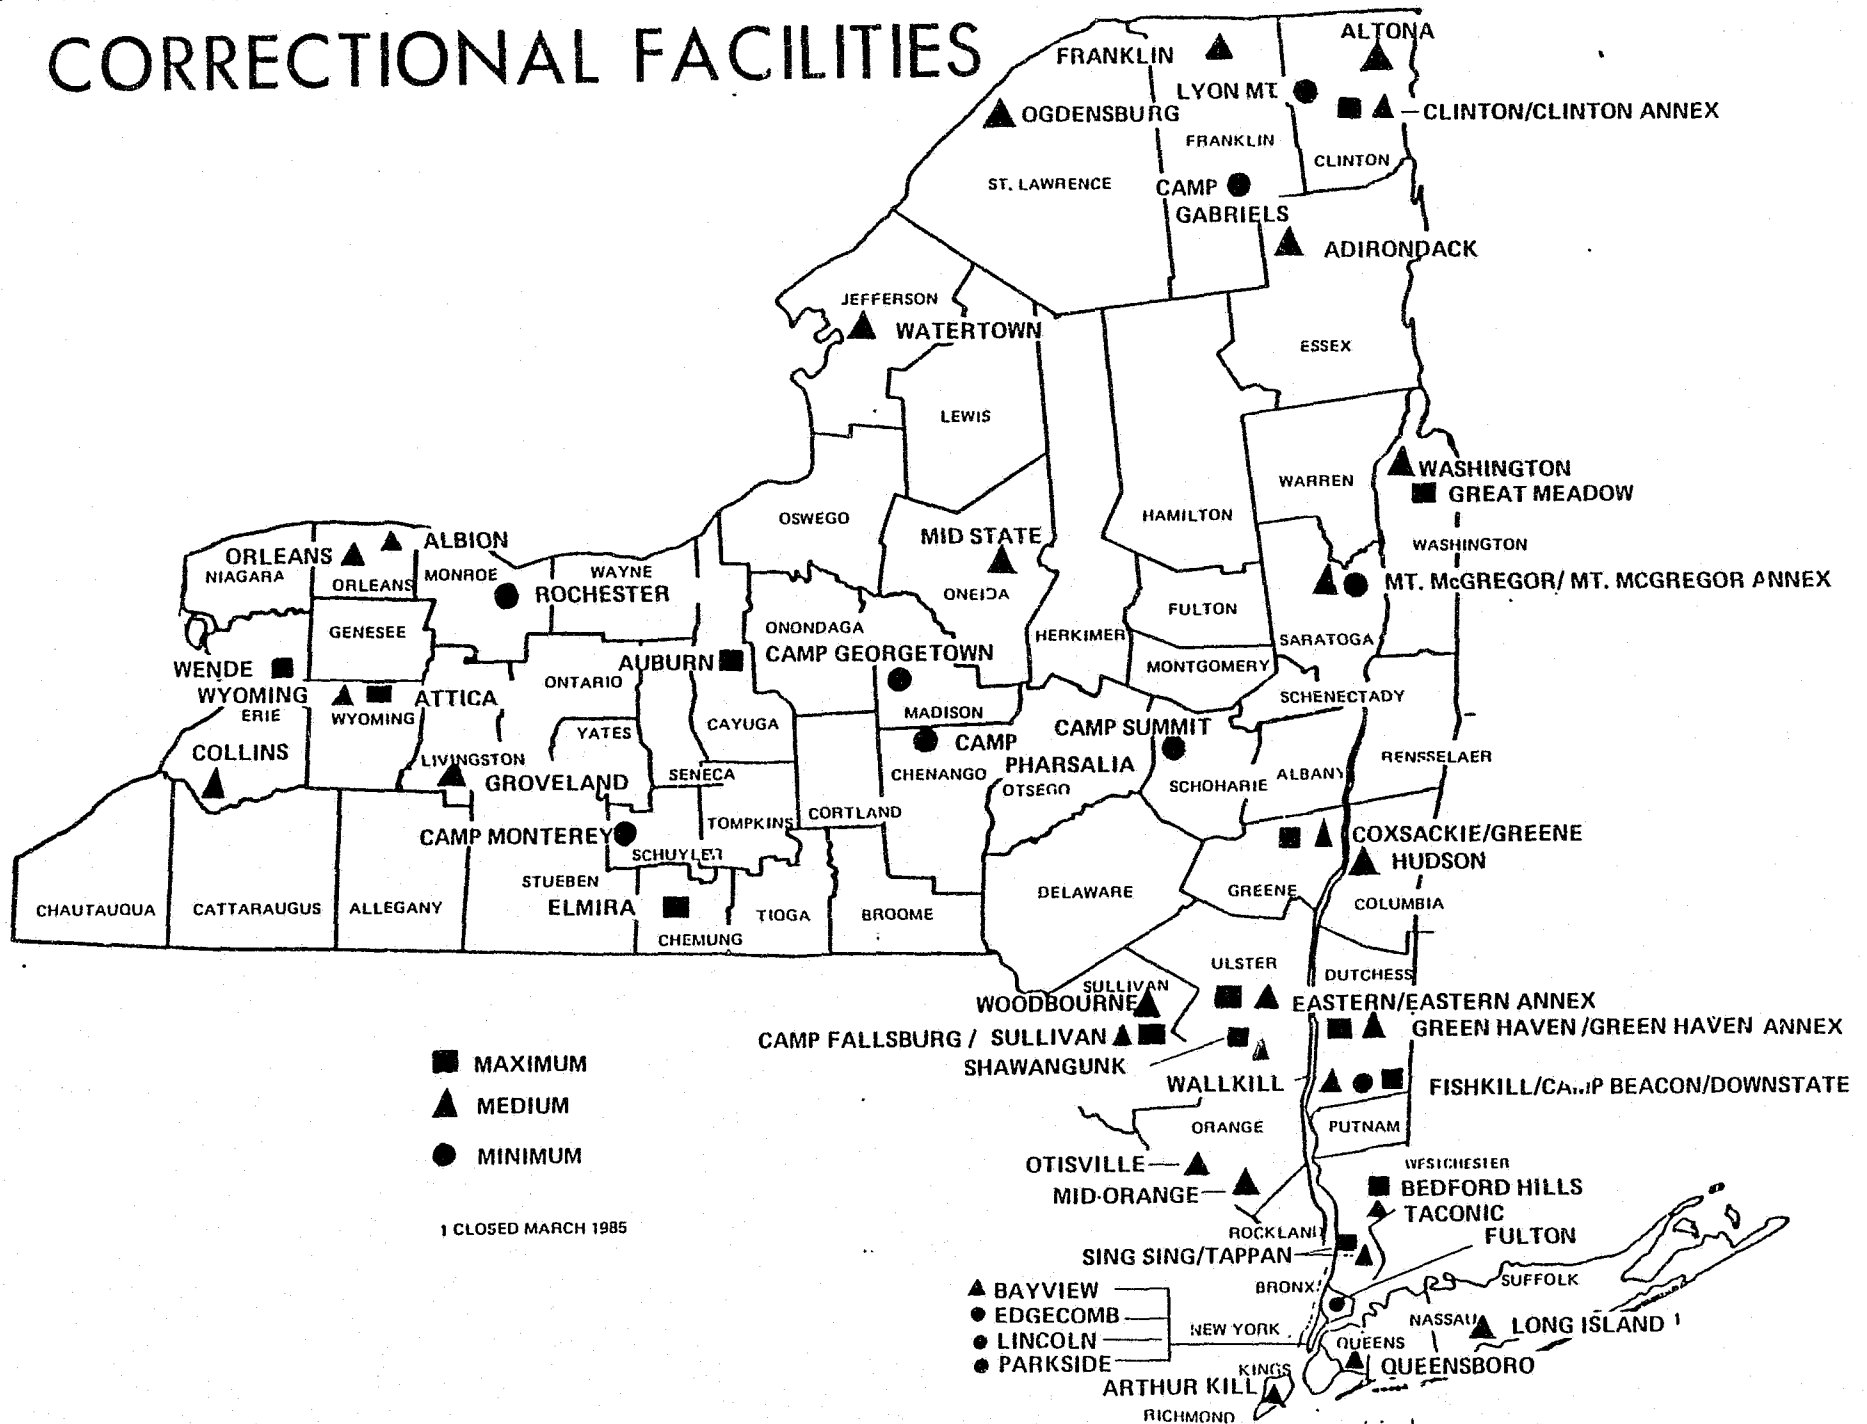 CORRECTIONAL FACILITIES
ALTONA
FRANKLIN
LYON MT.
CLINTON/CLINTON ANNEX
OGDENSBURG
FRANKLIN
CLINTON
ST. LAWRENCE
CAMP
GABRIELS
ADIRONDACK
JEFFERSON
WATERTOWN
ESSEX
LEWIS
WASHINGTON
WARREN
GREAT MEADOW
OSWEGO
HAMILTON
MID STATE
WASHINGTON
ALBION
ORLEANS
NIAGARA
ORLEANS
MONROE
WAYNE
ROCHESTER
MT. McGREGOR/ MT. MCGREGOR ANNEX
ONEIDA
FULTON
GENESEE
ONONDAGA
HERKIMER
SARATOGA
WENDE
AUBURN
CAMP GEORGETOWN
MONTGOMERY
ONTARIO
WYOMING
ATTICA
SCHENECTADY
ERIE
WYOMING
MADISON
CAYUGA
CAMP SUMMIT
YATES
COLLINS
CAMP
PHARSALIA
RENSSELAER
LIVINGSTON
GROVELAND
SENECA
CHENANGO
OTSEGO
SCHOHARIE
ALBANY
CORTLAND
TOMPKINS
CAMP MONTEREY
COXSACKIE/GREENE
SCHUYLER
HUDSON
STUEBEN
DELAWARE
GREENE
CHAUTAUQUA
CATTARAUGUS
ALLEGANY
ELMIRA
TIOGA
BROOME
COLUMBIA
CHEMUNG
ULSTER
DUTCHESS
SULLIVAN
WOODBOURNE
EASTERN/EASTERN ANNEX
GREEN HAVEN/GREEN HAVEN ANNEX
CAMP FALLSBURG / SULLIVAN
SHAWANGUNK
MAXIMUM
WALLKILL
FISHKILL/CAMP BEACON/DOWNSTATE
MEDIUM
ORANGE
PUTNAM
MINIMUM
OTISVILLE
WESTCHESTER
BEDFORD HILLS
MID-ORANGE
TACONIC
1 CLOSED MARCH 1985
ROCKLAND
FULTON
SING SING/TAPPAN
SUFFOLK
BAYVIEW
BRONX
EDGECOMB
NEW YORK
NASSAU
LONG ISLAND 1
LINCOLN
QUEENS
PARKSIDE
KINGS
QUEENSBORO
ARTHUR KILL
RICHMOND